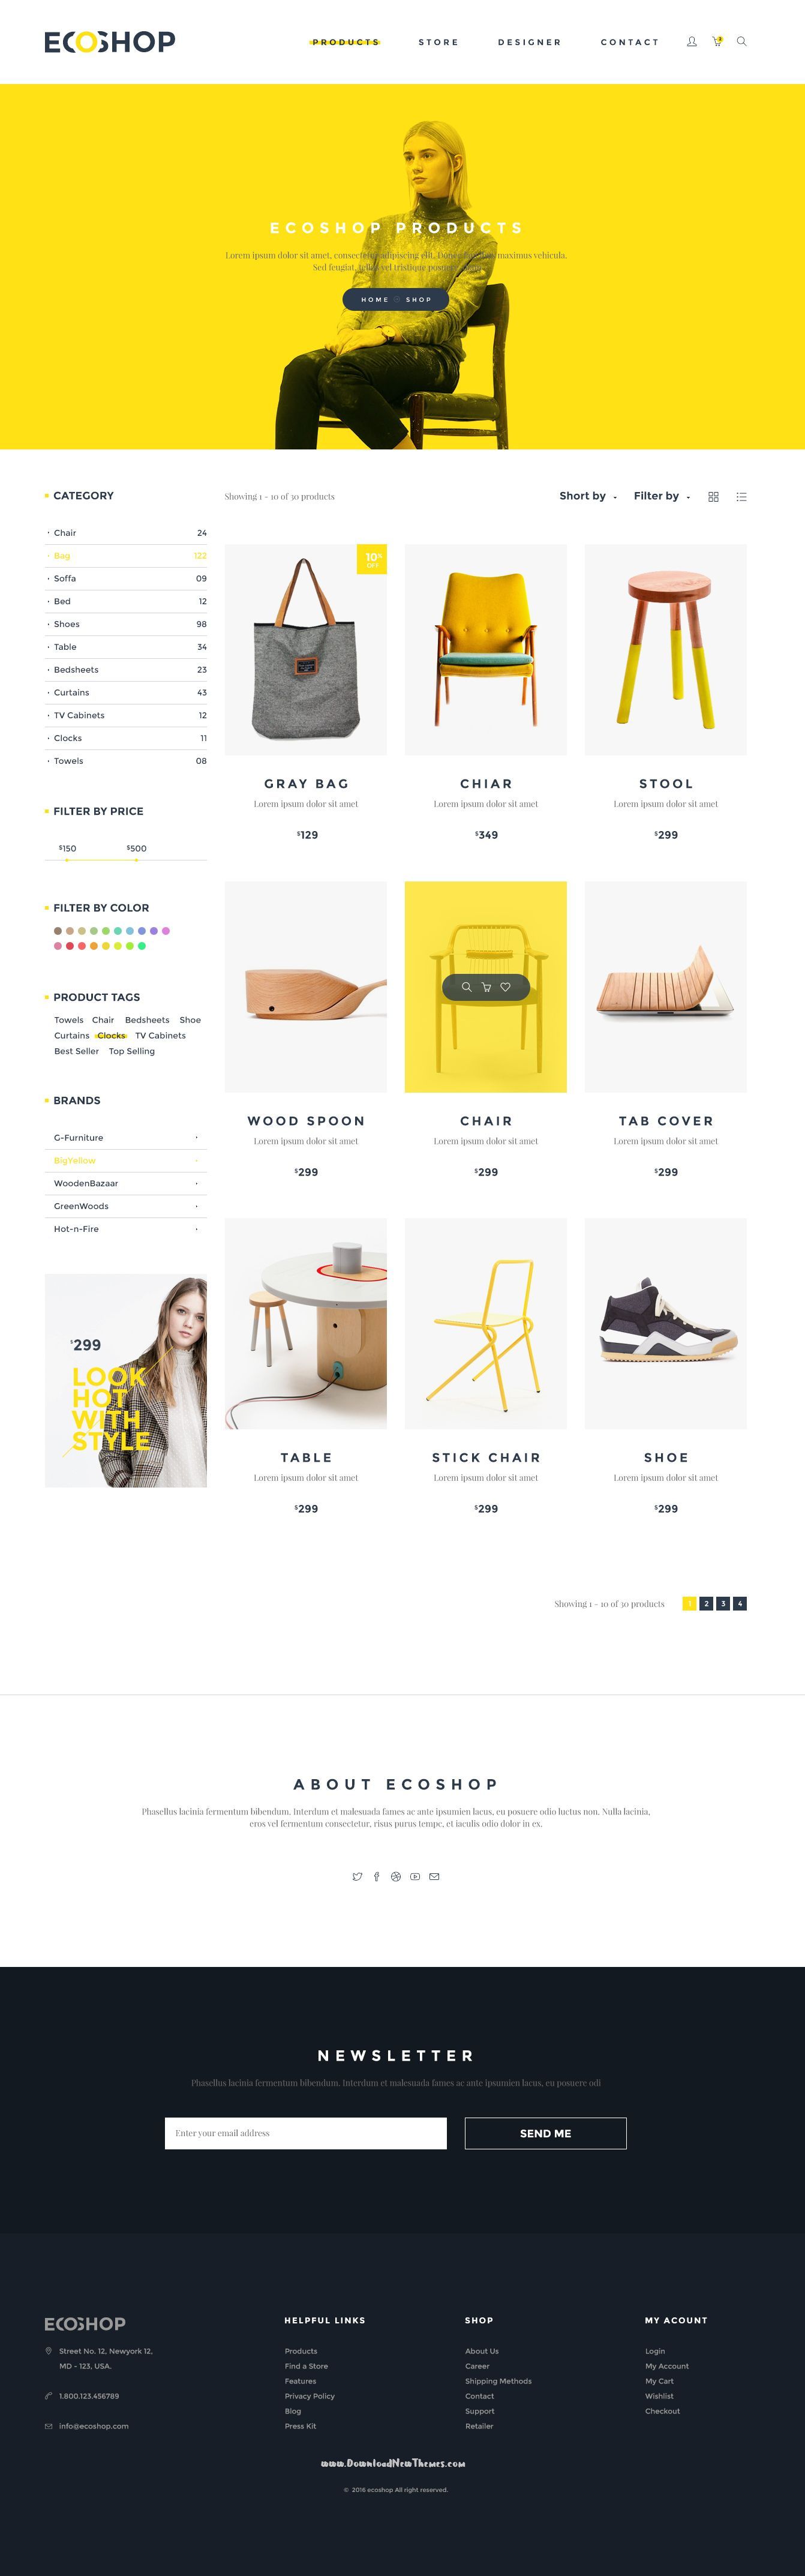 ECOSHOP
PRODUCTS STORE DESIGNER CONTACT
ECOSHOP PRODUCTS
Lorem ipsum dolor sit amet, consectetur adipiscing elit. maximus vehicula.
Sed feugiat, tellus vel tristique posuere
HOME SHOP
CATEGORY
Chair 24
Bag 122
Soffa 09
Bed 12
Shoes 98
Table 34
Bedsheets 23
Curtains 43
TV Cabinets 12
Clocks 11
Towels 08
FILTER BY PRICE
$150 $500
FILTER BY COLOR
PRODUCT TAGS
Towels Chair Bedsheets Shoe
Curtains Clocks TV Cabinets
Best Seller Top Selling
BRANDS
G-Furniture
BigYellow
WoodenBazaar
GreenWoods
Hot-n-Fire
$299
LOOK
HOT
WITH
STYLE
Showing 1 - 10 of 30 products
Short by Filter by
10%
OFF
GRAY BAG
Lorem ipsum dolor sit amet
$129
CHIAR
Lorem ipsum dolor sit amet
$349
STOOL
Lorem ipsum dolor sit amet
$299
WOOD SPOON
Lorem ipsum dolor sit amet
$299
CHAIR
Lorem ipsum dolor sit amet
$299
TAB COVER
Lorem ipsum dolor sit amet
$299
TABLE
Lorem ipsum dolor sit amet
$299
STICK CHAIR
Lorem ipsum dolor sit amet
$299
SHOE
Lorem ipsum dolor sit amet
$299
Showing 1 - 10 of 30 products 1 2 3 4
ABOUT ECOSHOP
Phasellus lacinia fermentum bibendum. Interdum et malesuada fames ac ante ipsumien lacus, eu posuere odio luctus non. Nulla lacinia,
eros vel fermentum consectetur, risus purus tempc, et iaculis odio dolor in ex.
NEWSLETTER
Phasellus lacinia fermentum bibendum. Interdum et malesuada fames ac ante ipsumien lacus, eu posuere odi
Enter your email address
SEND ME
ECOSHOP
Street No. 12, Newyork 12,
MD - 123, USA.
1.800.123.456789
info@ecoshop.com
HELPFUL LINKS
Products
Find a Store
Features
Privacy Policy
Blog
Press Kit
SHOP
About Us
Career
Shipping Methods
Contact
Support
Retailer
MY ACOUNT
Login
My Account
My Cart
Wishlist
Checkout
www.DownloadNewThemes.com
© 2016 ecoshop All right reserved.